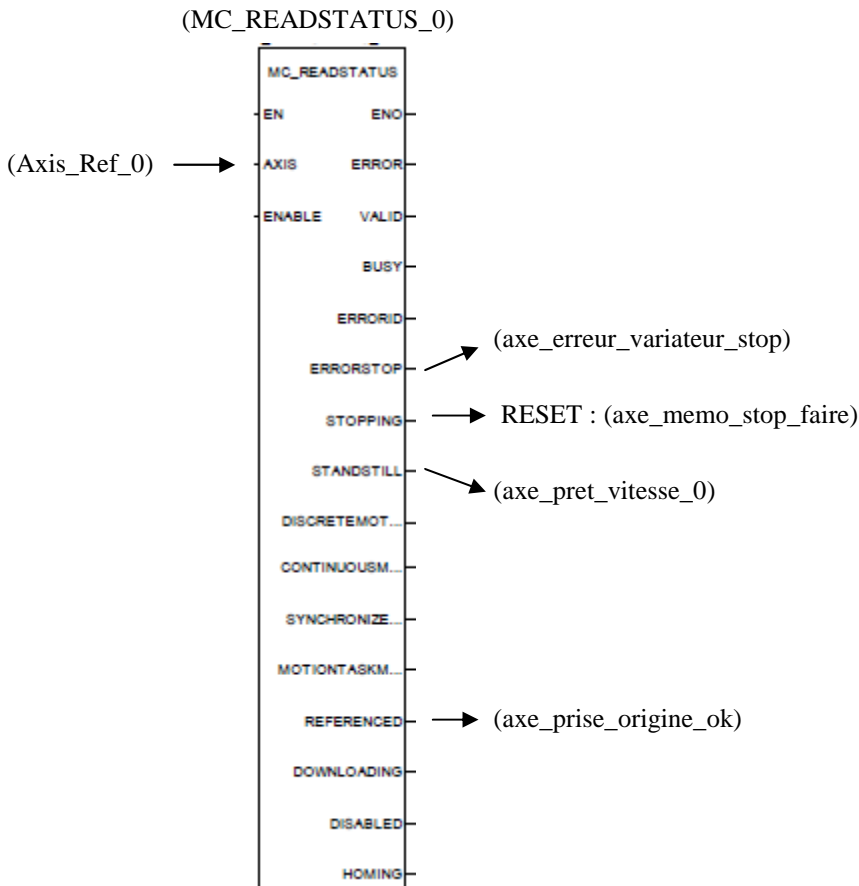 (MC_READSTATUS_0)
MC_READSTATUS
EN ENO
(Axis_Ref_0) AXIS ERROR
ENABLE VALID
BUSY
ERRORID
(axe_erreur_variateur_stop)
ERRORSTOP
STOPPING RESET : (axe_memo_stop_faire)
STANDSTILL
(axe_pret_vitesse_0)
DISCRETEMOT...
CONTINUOUSM...
SYNCHRONIZE...
MOTIONTASKM...
REFERENCED (axe_prise_origine_ok)
DOWNLOADING
DISABLED
HOMING